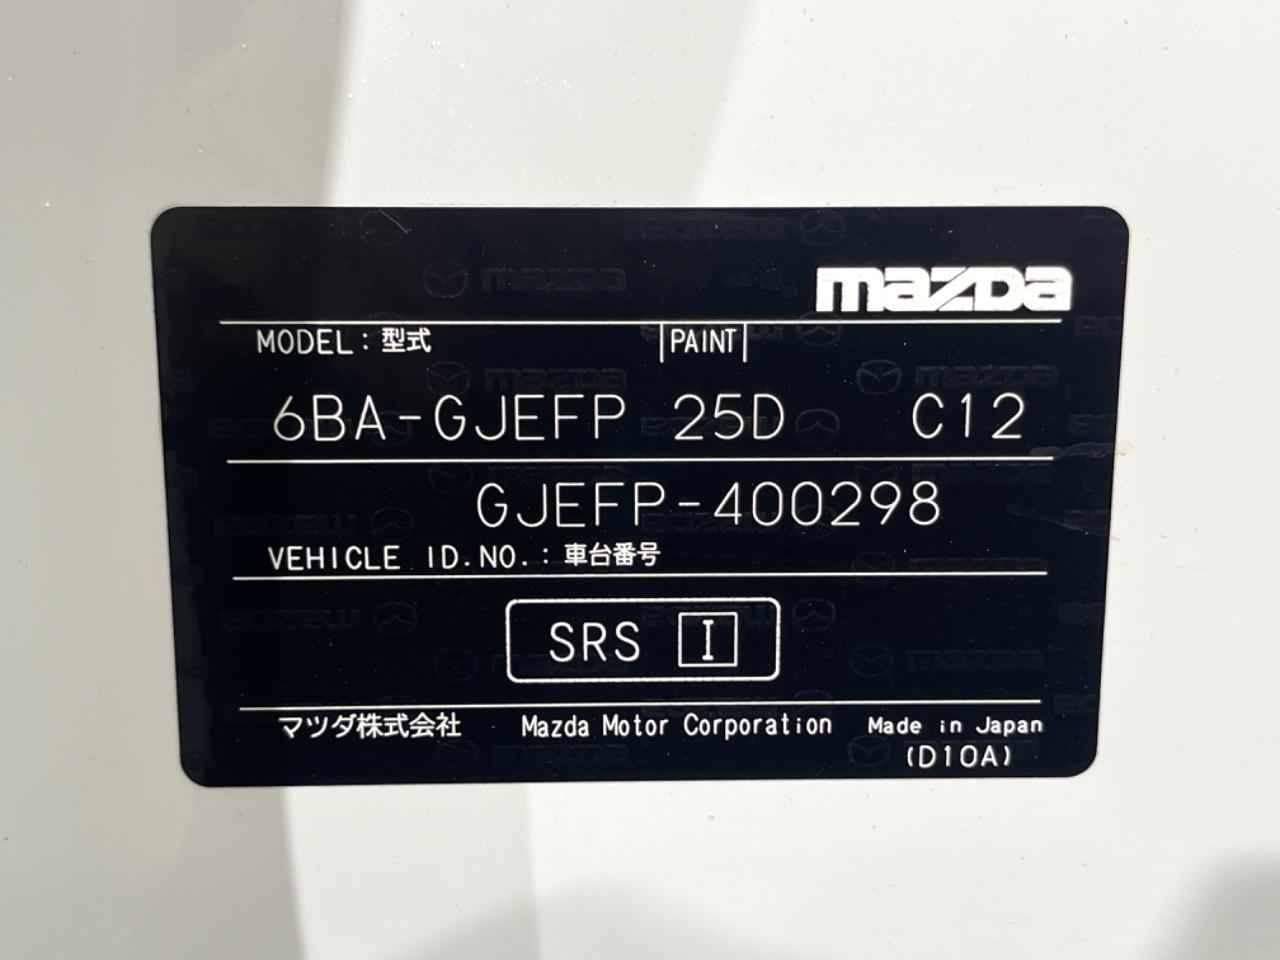 mazDa
MODEL：型式 PAINT
6BA-GJEFP 25D C12
GJEFP-400298
VEHICLE ID.NO.：車台番号
SRS I
マツダ株式会社 Mazda Motor Corporation Made in Japan
(D10A)